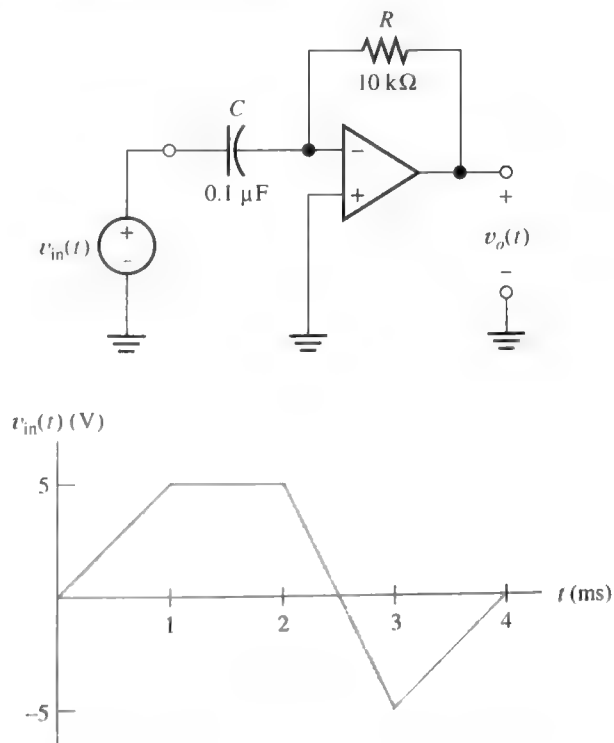 R
10 kΩ
C
0.1 μF
−
+
+
−
v_in(t)
+
v_o(t)
−
v_in(t) (V)
5
1
2
3
4
t (ms)
−5